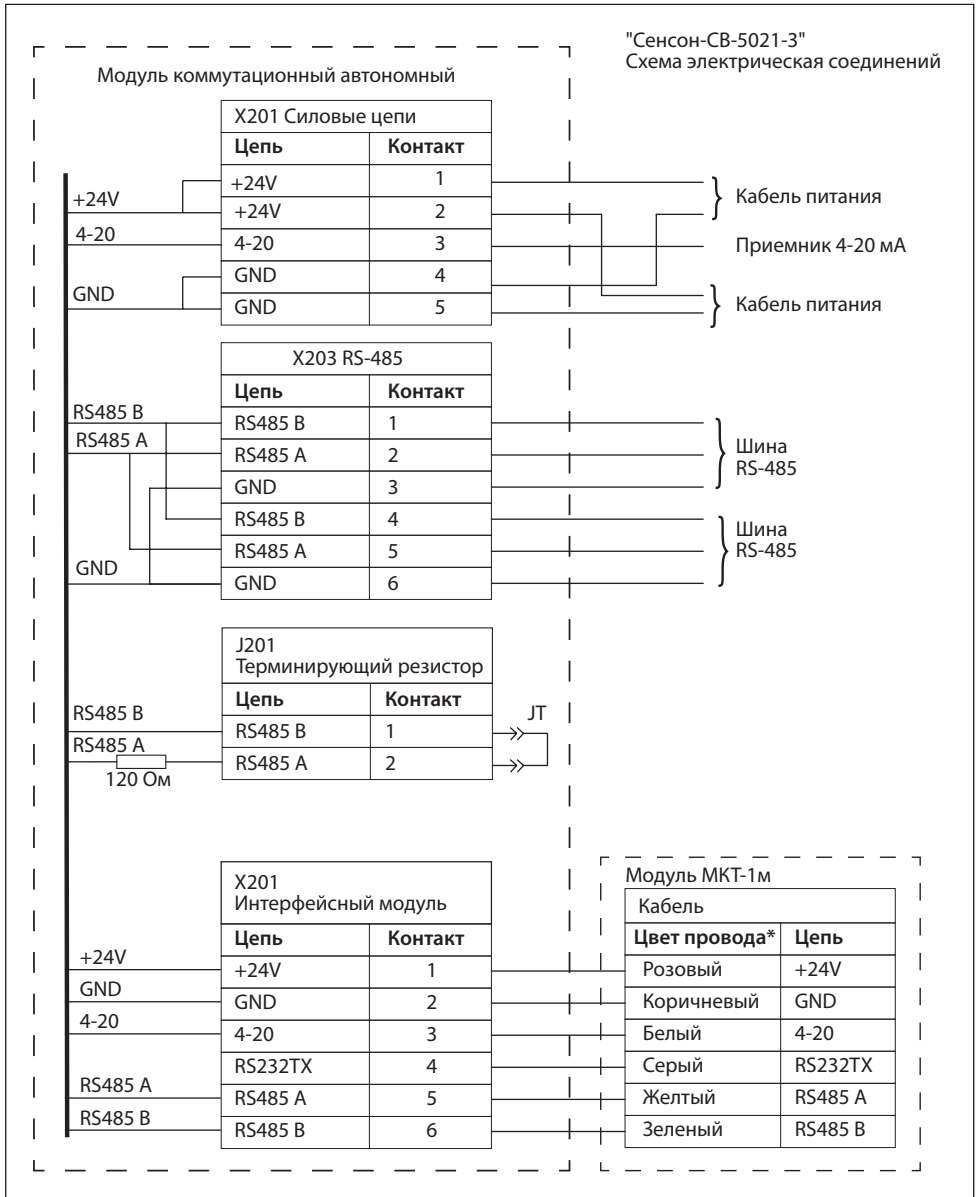 "Сенсон-СВ-5021-3"
Схема электрическая соединений
Модуль коммутационный автономный
X201 Силовые цепи
Цепь Контакт
+24V 1
+24V +24V 2
Кабель питания
4-20 4-20 3 Приемник 4-20 мА
GND 4
GND GND 5 Кабель питания
X203 RS-485
Цепь Контакт
RS485 B RS485 B 1
RS485 A RS485 A 2
Шина
RS-485
GND 3
RS485 B 4
Шина
RS-485
RS485 A 5
GND GND 6
J201
Терминирующий резистор
Цепь Контакт
RS485 B RS485 B 1 JT
RS485 A RS485 A 2
120 Ом
X201
Интерфейсный модуль
Цепь Контакт
+24V +24V 1
GND GND 2
4-20 4-20 3
RS232TX 4
RS485 A RS485 A 5
RS485 B RS485 B 6
Модуль МКТ-1м
Кабель
Цвет провода* Цепь
Розовый +24V
Коричневый GND
Белый 4-20
Серый RS232TX
Желтый RS485 A
Зеленый RS485 B